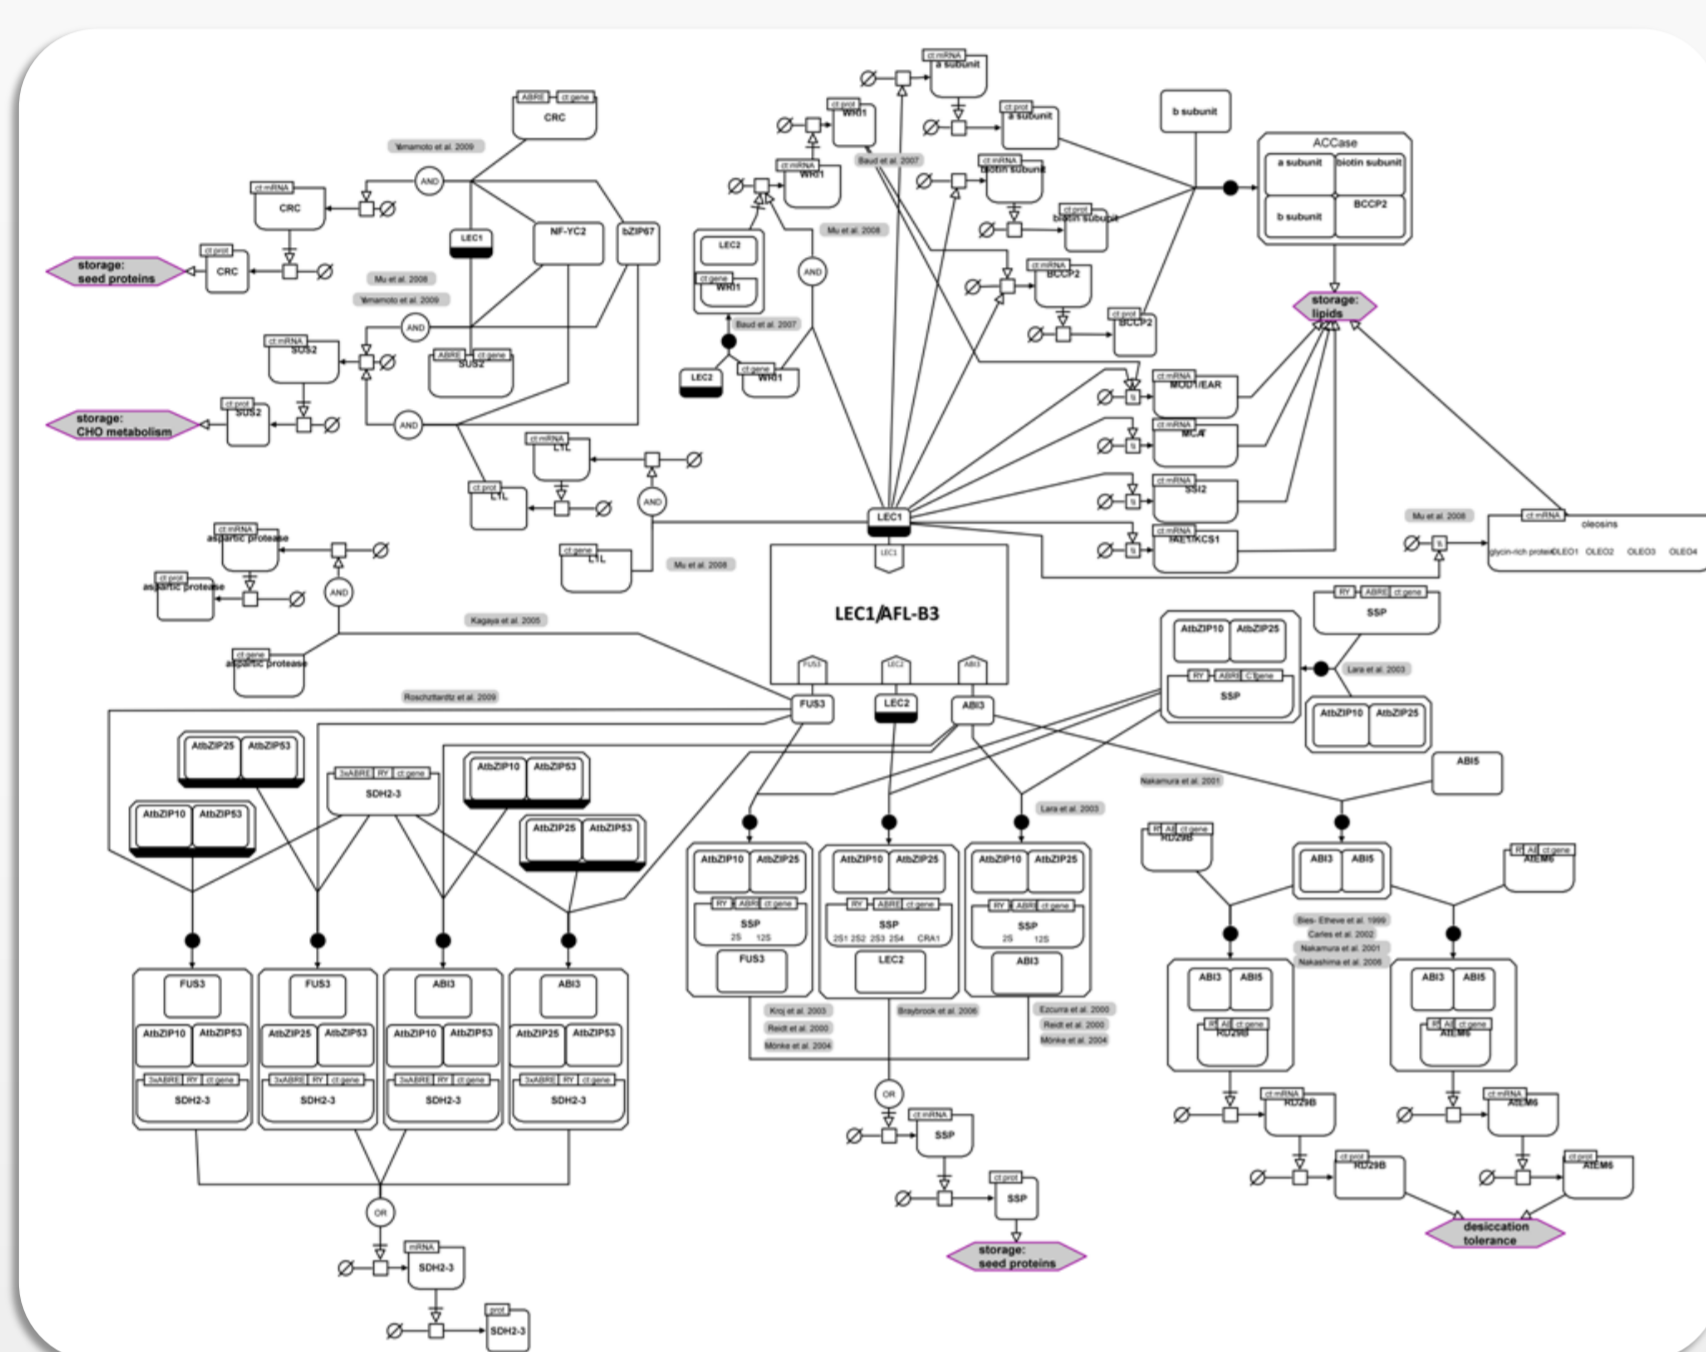 ct mRNA
a subunit
ABRE ct gene
CRC
ct prot
WRI1
ct prot
a subunit
b subunit
Yamamoto et al. 2009
Baud et al. 2007
ACCase
a subunit biotin subunit
b subunit BCCP2
AND
ct mRNA
WRI1
ct mRNA
biotin subunit
ct mRNA
CRC
ct prot
biotin subunit
LEC1
NF-YC2
bZIP67
Mu et al. 2008
LEC2
ct gene
WRI1
AND
storage:
seed proteins
ct prot
CRC
Mu et al. 2008
Yamamoto et al. 2009
ct mRNA
BCCP2
storage:
lipids
AND
Baud et al. 2007
ct prot
BCCP2
ct mRNA
SUS2
ABRE ct gene
SUS2
LEC2
ct gene
WRI1
ct mRNA
MOD1/EAR
storage:
CHO metabolism
ct prot
SUS2
AND
ct mRNA
MCAT
ct mRNA
L1L
ct prot
L1L
AND
ct mRNA
SSI2
LEC1
LEC1
ct mRNA
FAE1/KCS1
Mu et al. 2008
ct mRNA
oleosins
glycin-rich protein OLEO1 OLEO2 OLEO3 OLEO4
ct mRNA
aspartic protease
ct gene
L1L
Mu et al. 2008
ct prot
aspartic protease
AND
LEC1/AFL-B3
Kagaya et al. 2005
RY ABRE ct gene
SSP
ct gene
aspartic protease
FUS3 LEC2 ABI3
AtbZIP10 AtbZIP25
RY ABRE CTgene
SSP
Lara et al. 2003
Roschzttardtz et al. 2009
FUS3
LEC2
ABI3
AtbZIP10 AtbZIP25
AtbZIP25 AtbZIP53
AtbZIP10 AtbZIP53
3xABRE RY ct gene
SDH2-3
AtbZIP10 AtbZIP53
AtbZIP25 AtbZIP53
Nakamura et al. 2001
ABI5
Lara et al. 2003
AtbZIP10 AtbZIP25
RY ABRE ct gene
SSP
2S 12S
FUS3
AtbZIP10 AtbZIP25
RY ABRE ct gene
SSP
2S1 2S2 2S3 2S4 CRA1
LEC2
AtbZIP10 AtbZIP25
RY ABRE ct gene
SSP
2S 12S
ABI3
ct gene
RD29B
ABI3 ABI5
ct gene
AtEM6
Bies- Etheve et al. 1999
Carles et al. 2002
Nakamura et al. 2001
Nakashima et al. 2006
FUS3
AtbZIP10 AtbZIP53
3xABRE RY ct gene
SDH2-3
FUS3
AtbZIP25 AtbZIP53
3xABRE RY ct gene
SDH2-3
ABI3
AtbZIP10 AtbZIP53
3xABRE RY ct gene
SDH2-3
ABI3
AtbZIP25 AtbZIP53
3xABRE RY ct gene
SDH2-3
Kroj et al. 2003
Reidt et al. 2000
Mönke et al. 2004
Braybrook et al. 2006
Ezcurra et al. 2000
Reidt et al. 2000
Mönke et al. 2004
ABI3 ABI5
ct gene
RD29B
ABI3 ABI5
ct gene
AtEM6
OR
ct mRNA
SSP
ct mRNA
RD29B
ct mRNA
AtEM6
ct prot
SSP
ct prot
RD29B
ct prot
AtEM6
OR
storage:
seed proteins
desiccation
tolerance
mRNA
SDH2-3
prot
SDH2-3